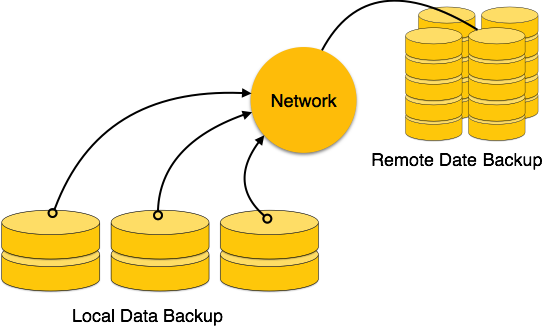 Network
Remote Date Backup
Local Data Backup